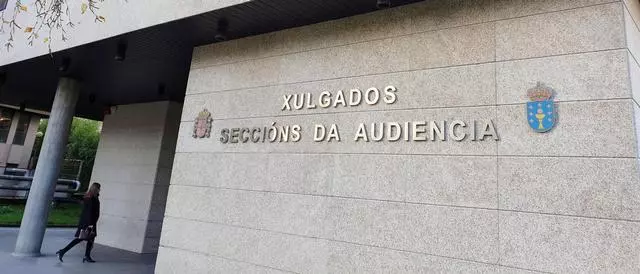 XULGADOS
SECCIÓNS DA AUDIENCIA